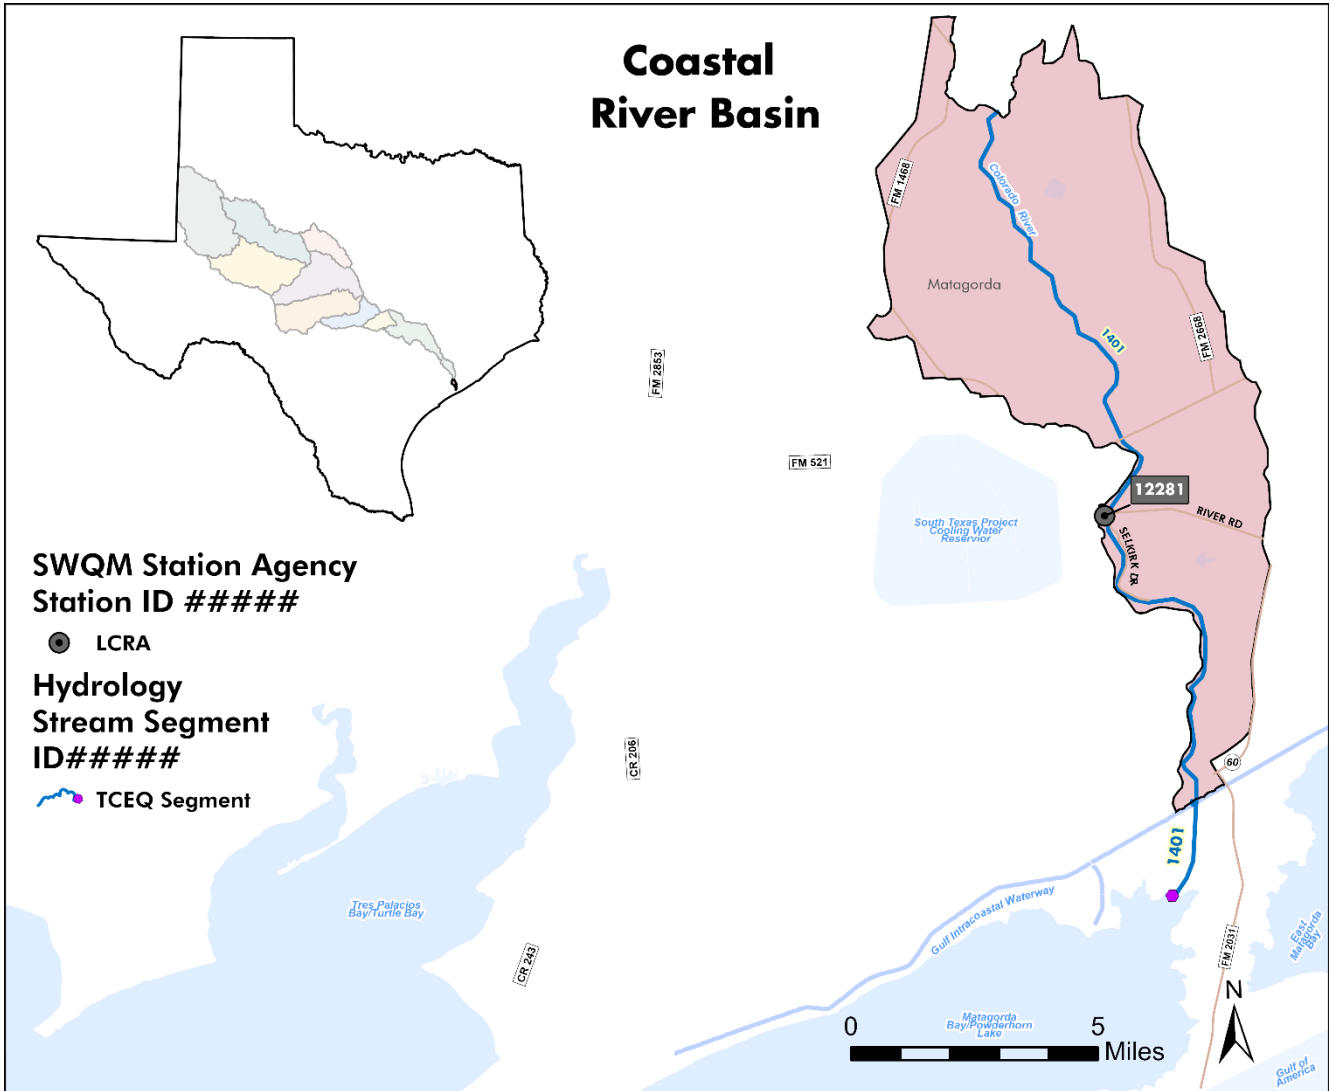 Coastal
River Basin
FM 1468
Colorado River
Matagorda
1401
FM 2668
FM 2853
FM 521
12281
South Texas Project
Cooling Water
Reservior
RIVER RD
SELKIRK DR
SWQM Station Agency
Station ID #####
LCRA
Hydrology
Stream Segment
ID#####
TCEQ Segment
CR 206
60
1401
Tres Palacios
Bay/Turtle Bay
Gulf Intracoastal Waterway
CR 243
FM 2031
East
Matagorda
Bay
N
0 5
Miles
Matagorda
Bay/Powderhorn
Lake
Gulf of
America